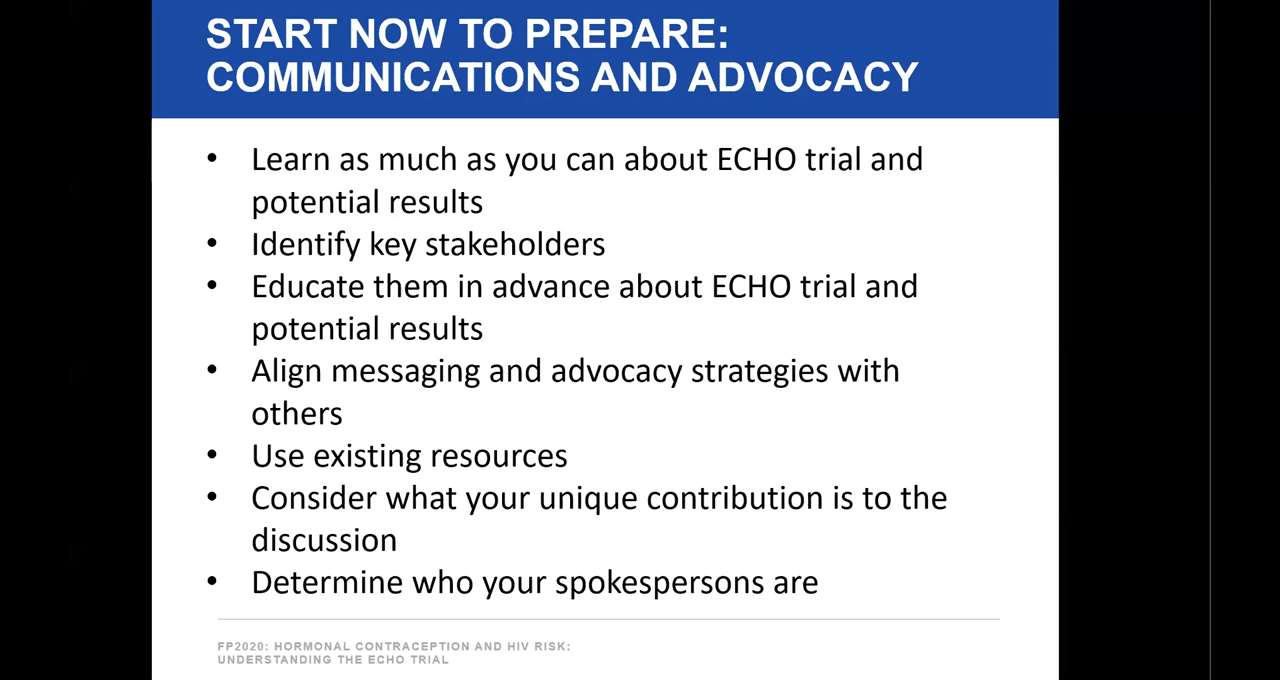 START NOW TO PREPARE:
COMMUNICATIONS AND ADVOCACY
• Learn as much as you can about ECHO trial and
potential results
• Identify key stakeholders
• Educate them in advance about ECHO trial and
potential results
• Align messaging and advocacy strategies with
others
• Use existing resources
• Consider what your unique contribution is to the
discussion
• Determine who your spokespersons are
FP2020: HORMONAL CONTRACEPTION AND HIV RISK:
UNDERSTANDING THE ECHO TRIAL